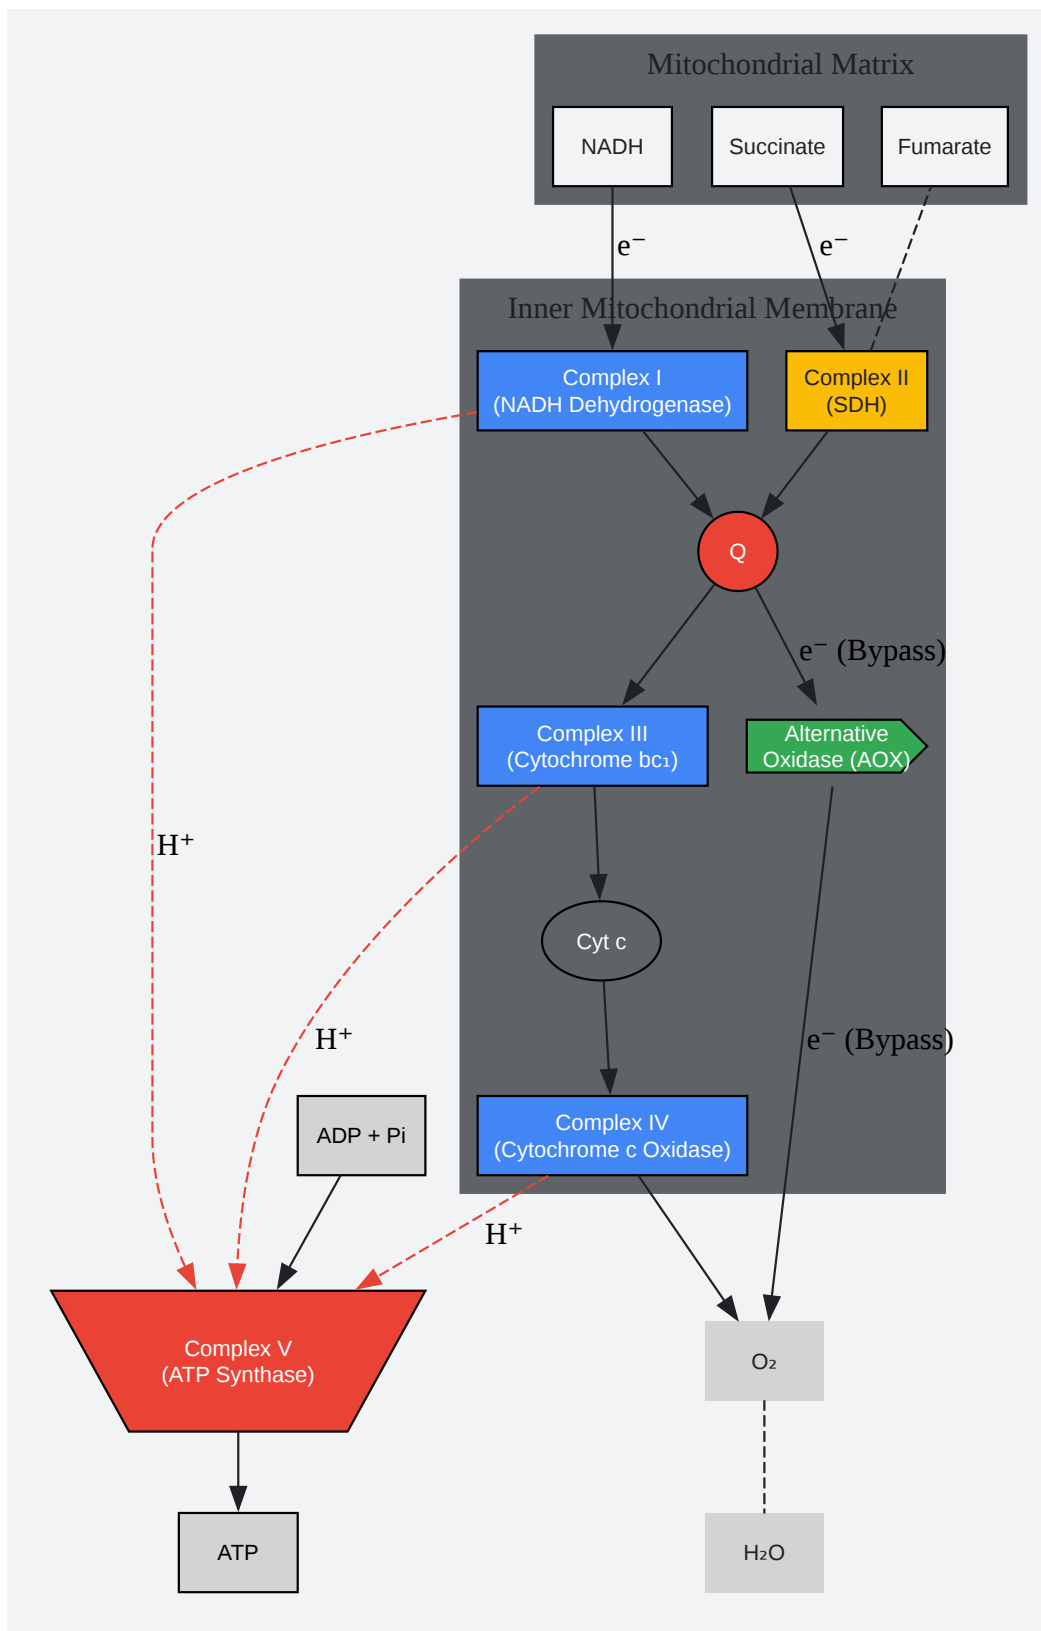 Mitochondrial Matrix
NADH
Succinate
Fumarate
e⁻
e⁻
Inner Mitochondrial Membrane
Complex I
(NADH Dehydrogenase)
Complex II
(SDH)
Q
e⁻ (Bypass)
Complex III
(Cytochrome bc₁)
Alternative
Oxidase (AOX)
H⁺
Cyt c
H⁺
e⁻ (Bypass)
ADP + Pi
Complex IV
(Cytochrome c Oxidase)
H⁺
Complex V
(ATP Synthase)
O₂
ATP
H₂O